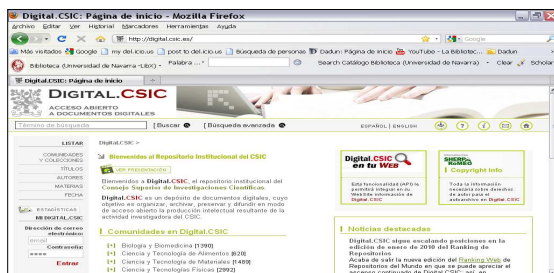 Digital.CSIC: Página de inicio - Mozilla Firefox
Archivo Editar Ver Historial Marcadores Herramientas Ayuda
http://digital.csic.es/
Google
Más visitados Google my del.icio.us post to del.icio.us Búsqueda de personas Dadun: Página de inicio YouTube - La Bibliotec... Dadun
Biblioteca (Universidad de Navarra -LibX) Palabra ... Search Catálogo Biblioteca (Universidad de Navarra) Clear Scholar
Digital.CSIC: Página de inicio
DIGITAL.CSIC
ACCESO ABIERTO
A DOCUMENTOS DIGITALES
Término de búsqueda [Buscar [Búsqueda avanzada ESPAÑOL | ENGLISH
LISTAR
COMUNIDADES
Y COLECCIONES
TÍTULOS
AUTORES
MATERIAS
FECHA
ESTADÍSTICAS
MI DIGITAL.CSIC
Dirección de correo
electrónico:
email
Contraseña:
****
Entrar
Digital.CSIC >
Bienvenidos al Repositorio Institucional del CSIC
VER PRESENTACIÓN
Bienvenidos a Digital.CSIC, el repositorio institucional del
Consejo Superior de Investigaciones Científicas.
Digital.CSIC es un depósito de documentos digitales, cuyo
objetivo es organizar, archivar, preservar y difundir en modo
de acceso abierto la producción intelectual resultante de la
actividad investigadora del CSIC.
Comunidades en Digital.CSIC
[+] Biología y Biomedicina [1390]
[+] Ciencia y Tecnología de Alimentos [620]
[+] Ciencia y Tecnología de Materiales [1489]
[+] Ciencia y Tecnologías Físicas [2892]
Digital.CSIC
en tu WEB
Esta funcionalidad (API) le
permitirá integrar en su
Web/site información de
Digital.CSIC
SHERPA
RoMEO
Copyright Info
Toda la información
necesaria sobre derechos
de autor para el
autoarchivo en Digital.CSIC
Noticias destacadas
Digital.CSIC sigue escalando posiciones en la
edición de enero de 2010 del Ranking de
Repositorios
Acaba de salir la nueva edición del Ranking Web de
Repositorios del Mundo en que se puede apreciar el